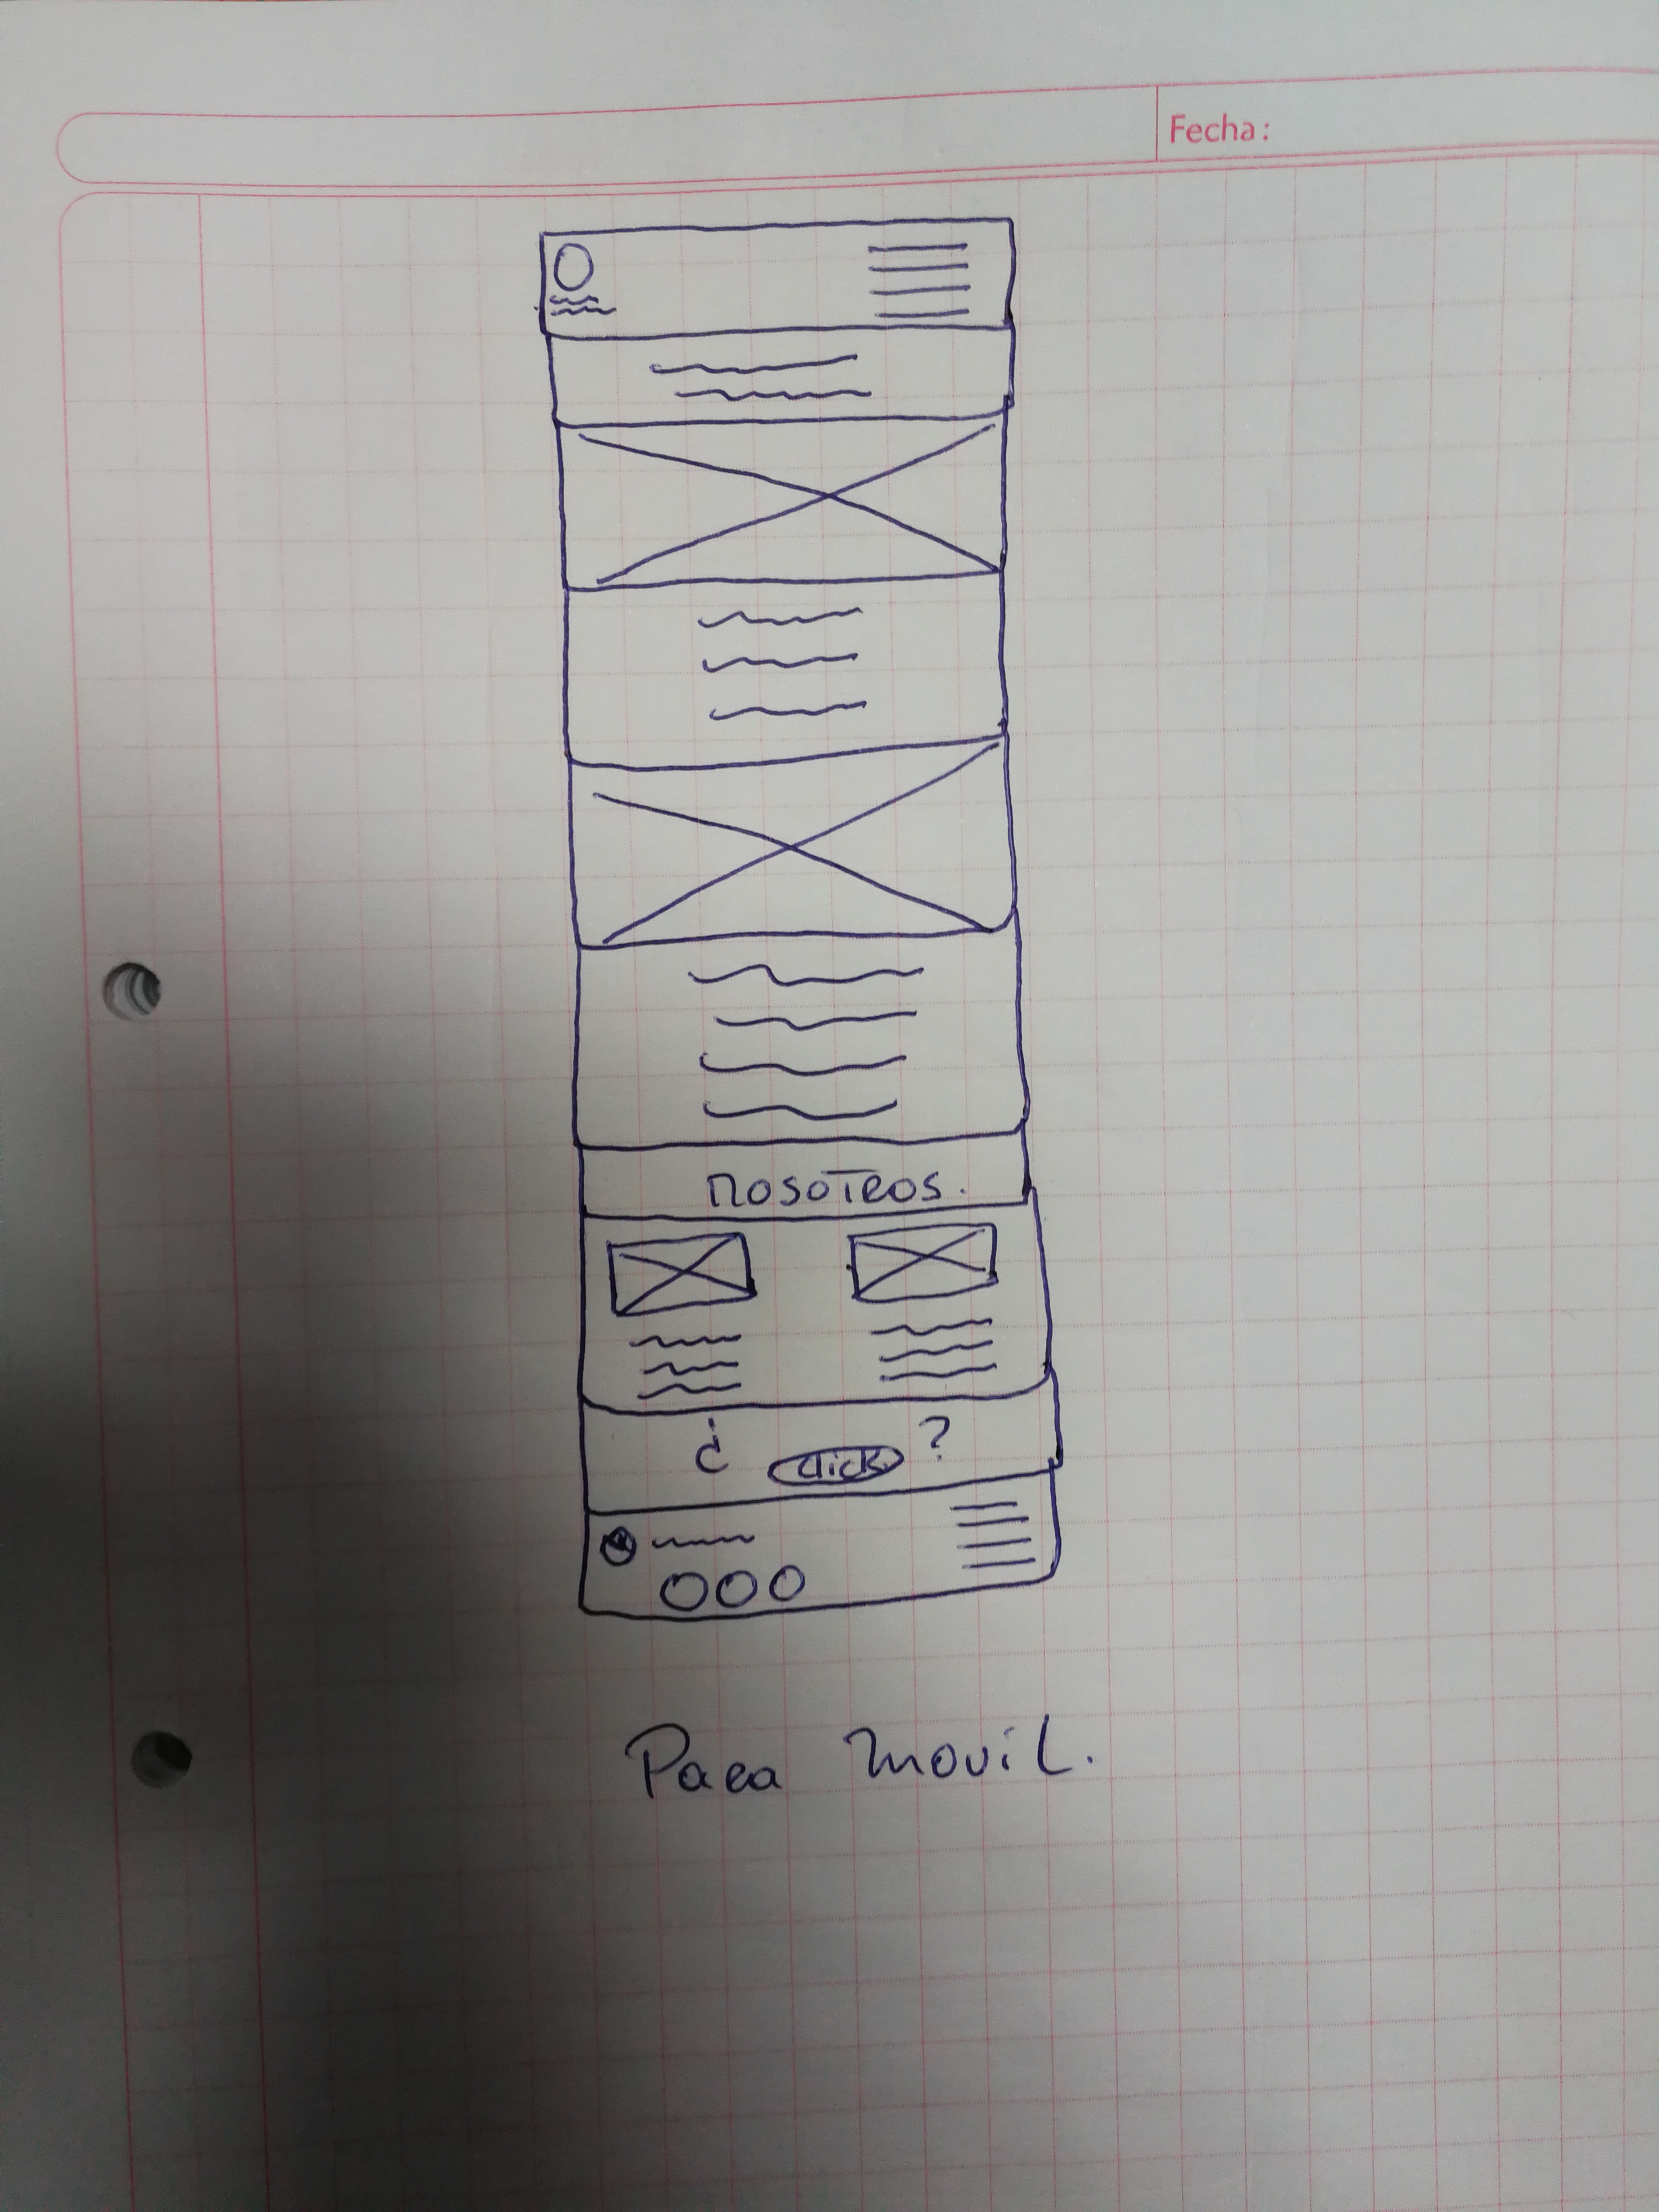 Fecha:
nosotros.
¿ click ?
Para movil.